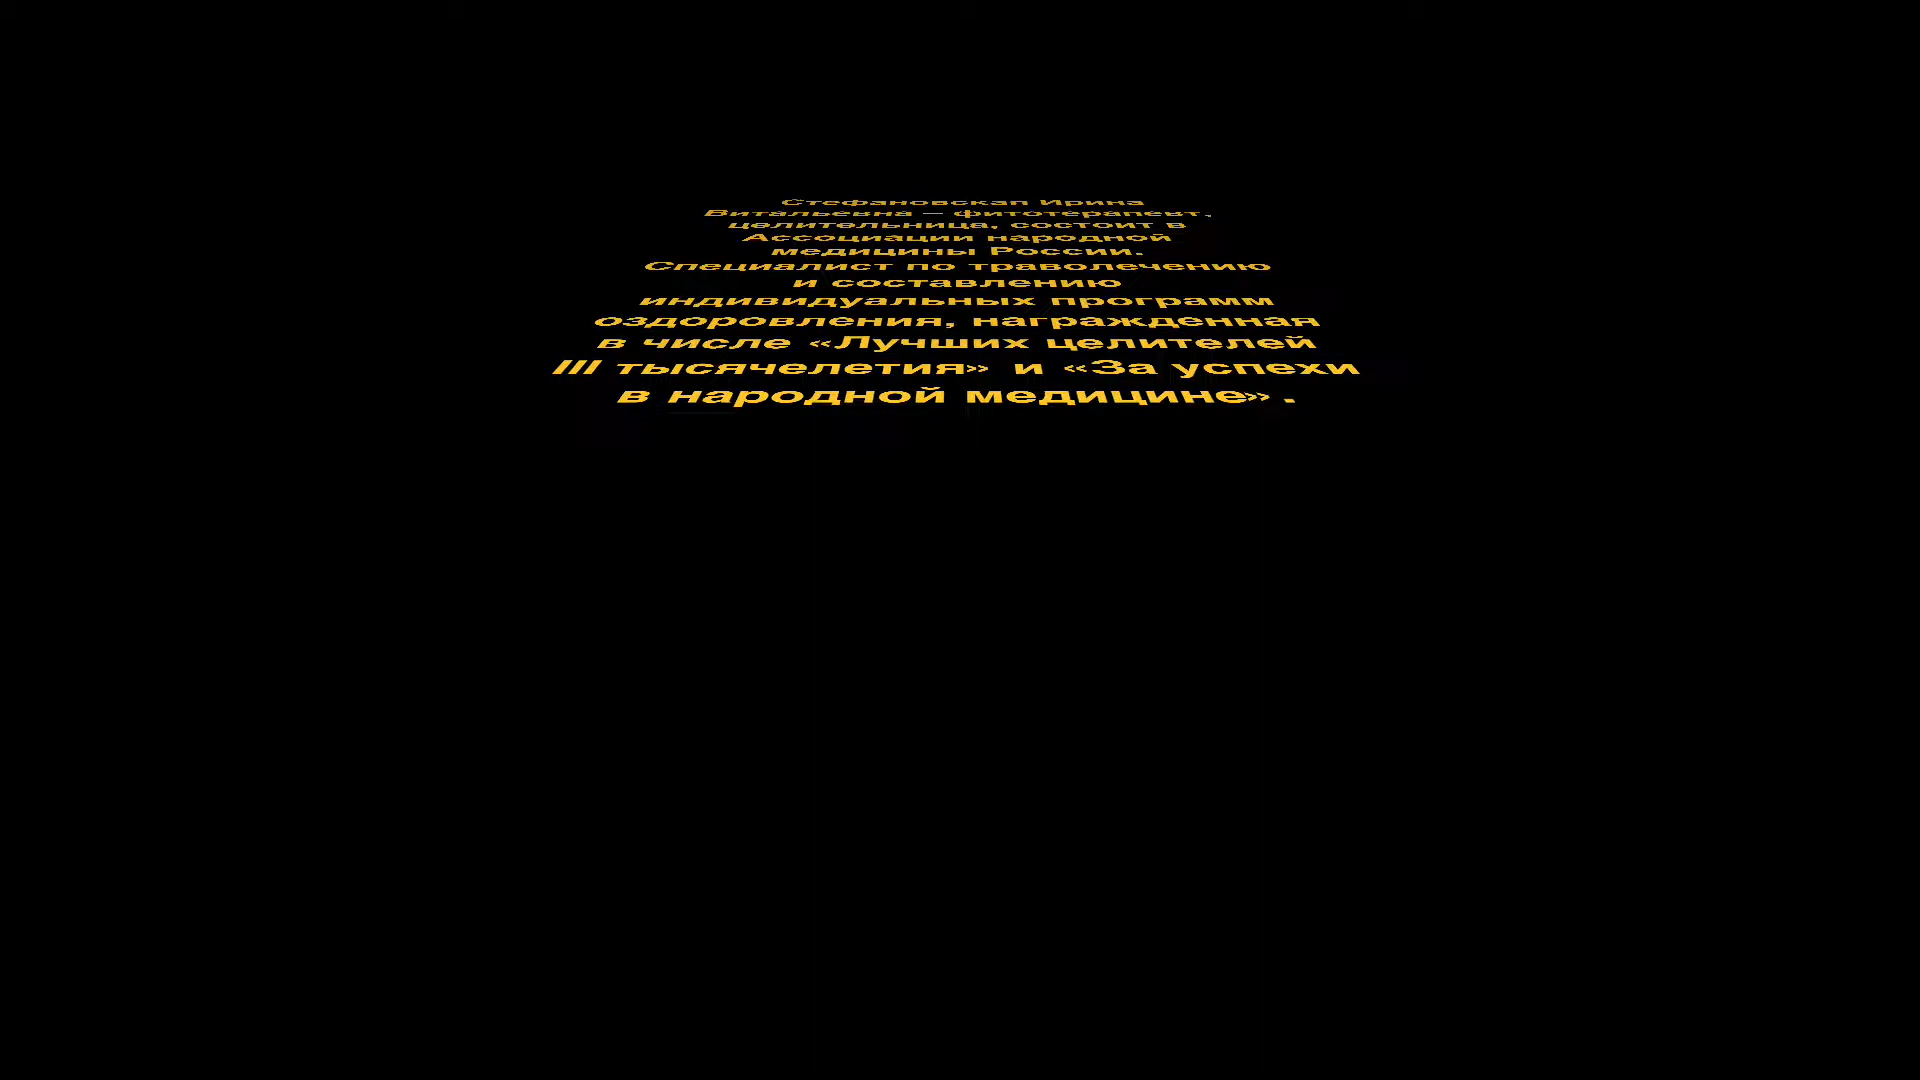 Стефановская Ирина
Витальевна – фитотерапевт,
целительница, состоит в
Ассоциации народной
медицины России.
Специалист по траволечению
и составлению
индивидуальных программ
оздоровления, награжденная
в числе «Лучших целителей
III тысячелетия» и «За успехи
в народной медицине» .